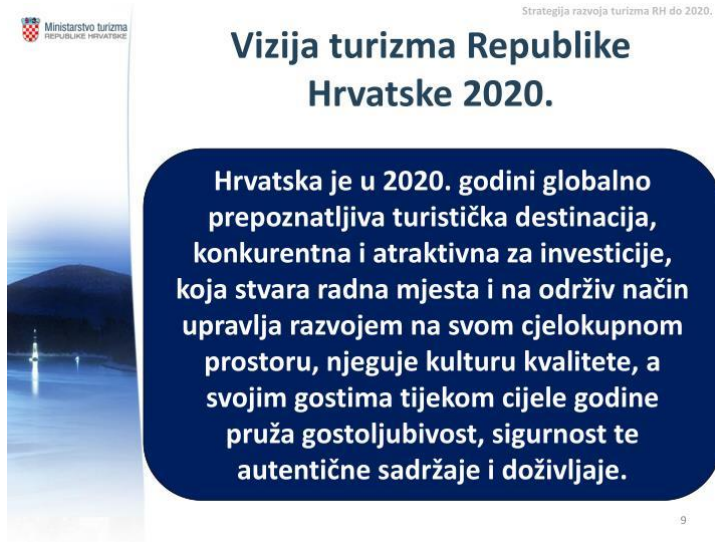 Strategija razvoja turizma RH do 2020.
Ministarstvo turizma
REPUBLIKE HRVATSKE
Vizija turizma Republike
Hrvatske 2020.
Hrvatska je u 2020. godini globalno
prepoznatljiva turistička destinacija,
konkurentna i atraktivna za investicije,
koja stvara radna mjesta i na održiv način
upravlja razvojem na svom cjelokupnom
prostoru, njeguje kulturu kvalitete, a
svojim gostima tijekom cijele godine
pruža gostoljubivost, sigurnost te
autentične sadržaje i doživljaje.
9